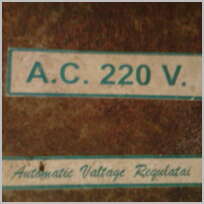 A.C. 220 V.
Automatic Valtage Regulatai